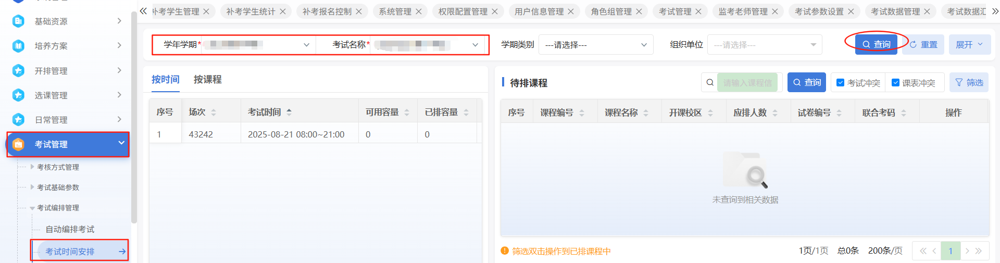 补考学生管理 补考学生统计 补考报名控制 系统管理 权限配置管理 用户信息管理 角色组管理 考试管理 监考老师管理 考试参数设置 考试数据管理 考试数据汇
基础资源
培养方案
开排管理
选课管理
日常管理
考试管理
考核方式管理
考试基础参数
考试编排管理
自动编排考试
考试时间安排
学年学期* 考试名称* 学期类别 ---请选择--- 组织单位 ---请选择--- 查询 重置 展开
按时间 按课程
序号 场次 考试时间 可用容量 已排容量
1 43242 2025-08-21 08:00~21:00 0 0
待排课程 请输入课程信 查询 考试冲突 课表冲突 筛选
序号 课程编号 课程名称 开课校区 应排人数 试卷编号 联合考码 操作
未查询到相关数据
筛选双击操作到已排课程中 1页/1页 总0条 200条/页 1